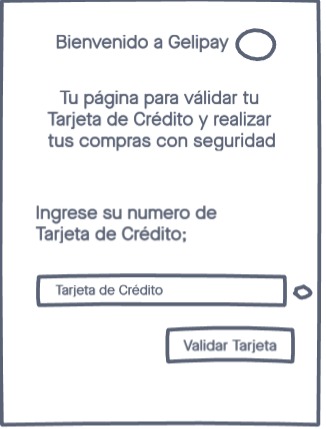 Bienvenido a Gelipay
Tu página para válidar tu
Tarjeta de Crédito y realizar
tus compras con seguridad
Ingrese su numero de
Tarjeta de Crédito;
Tarjeta de Crédito
Validar Tarjeta